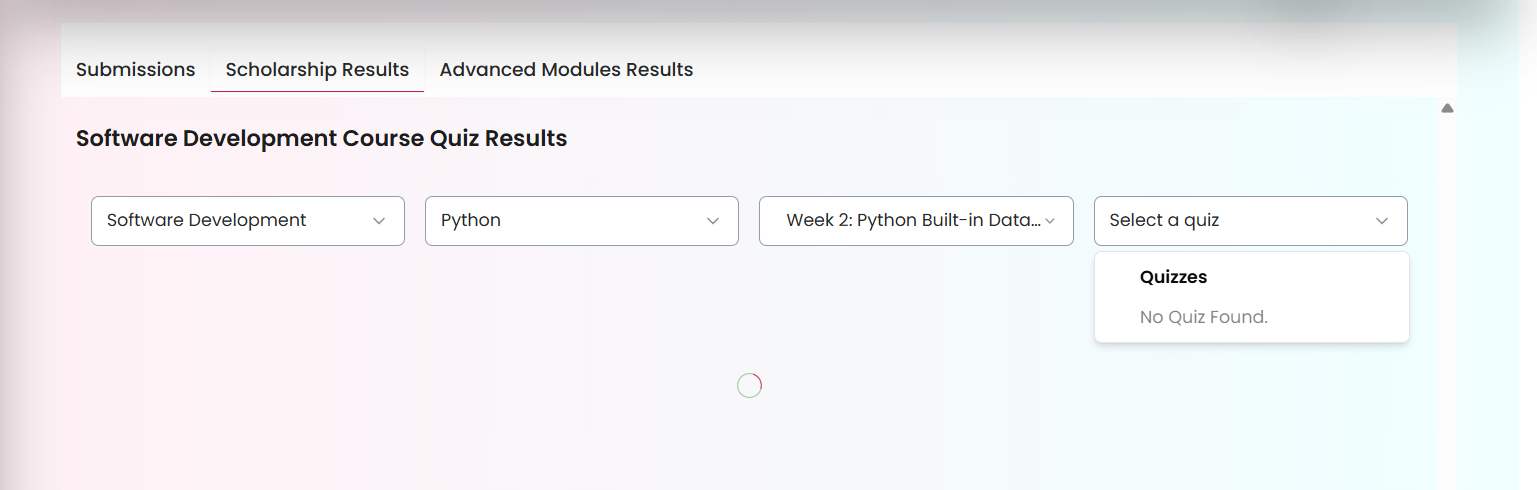 Submissions Scholarship Results Advanced Modules Results
Software Development Course Quiz Results
Software Development Python Week 2: Python Built-in Data... Select a quiz
Quizzes
No Quiz Found.